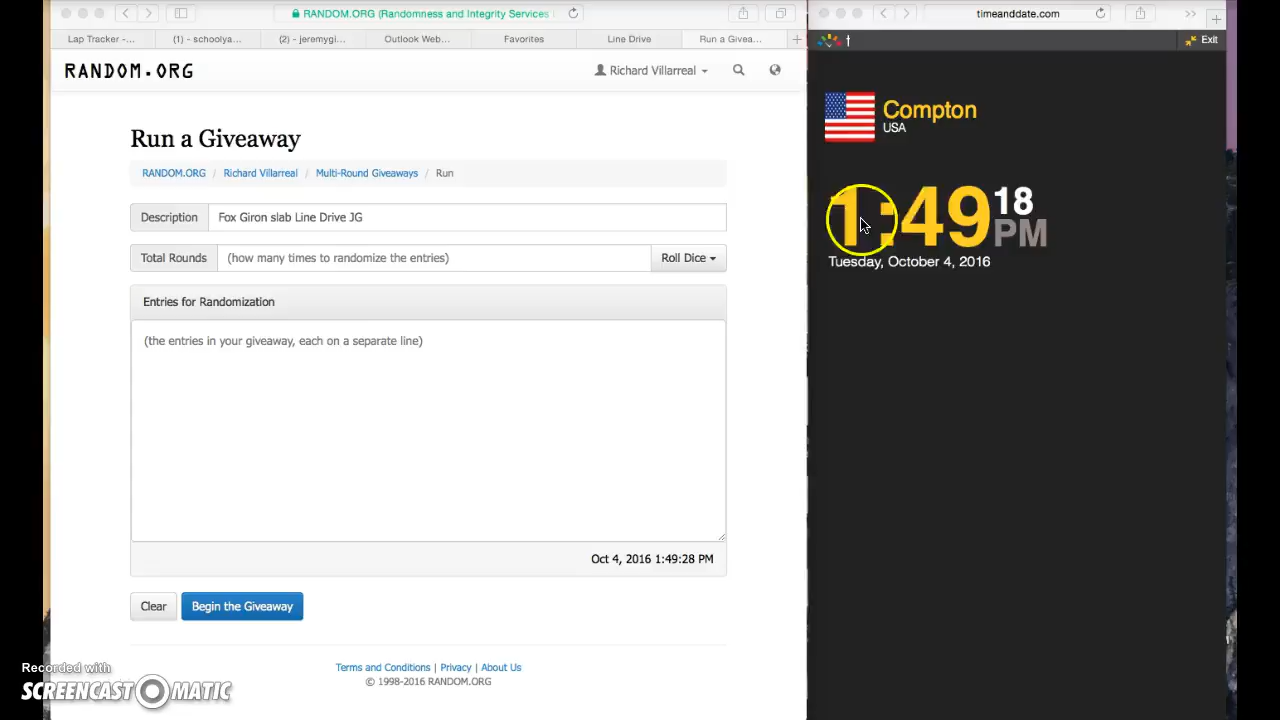 RANDOM.ORG (Randomness and Integrity Services
timeanddate.com
Lap Tracker -...
(1) - schoolya...
(2) - jeremygi...
Outlook Web...
Favorites
Line Drive
Run a Givea...
t
Exit
RANDOM.ORG
Richard Villarreal
Compton
USA
Run a Giveaway
RANDOM.ORG / Richard Villarreal / Multi-Round Giveaways / Run
Description
Fox Giron slab Line Drive JG
1:49 18 PM
Tuesday, October 4, 2016
Total Rounds
(how many times to randomize the entries)
Roll Dice
Entries for Randomization
(the entries in your giveaway, each on a separate line)
Oct 4, 2016 1:49:28 PM
Clear
Begin the Giveaway
Terms and Conditions | Privacy | About Us
© 1998-2016 RANDOM.ORG
Recorded with
SCREENCAST-O-MATIC